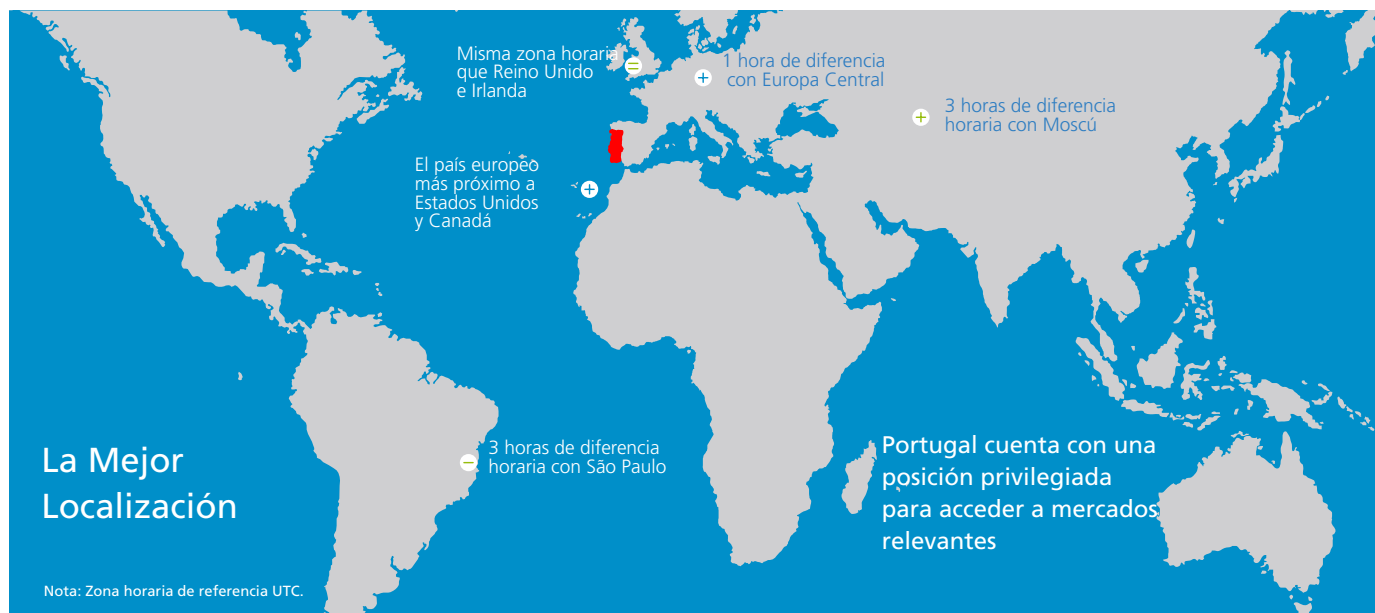 Misma zona horaria
que Reino Unido
e Irlanda
1 hora de diferencia
con Europa Central
3 horas de diferencia
horaria con Moscú
El país europeo
más próximo a
Estados Unidos
y Canadá
3 horas de diferencia
horaria con São Paulo
La Mejor
Localización
Portugal cuenta con una
posición privilegiada
para acceder a mercados
relevantes
Nota: Zona horaria de referencia UTC.